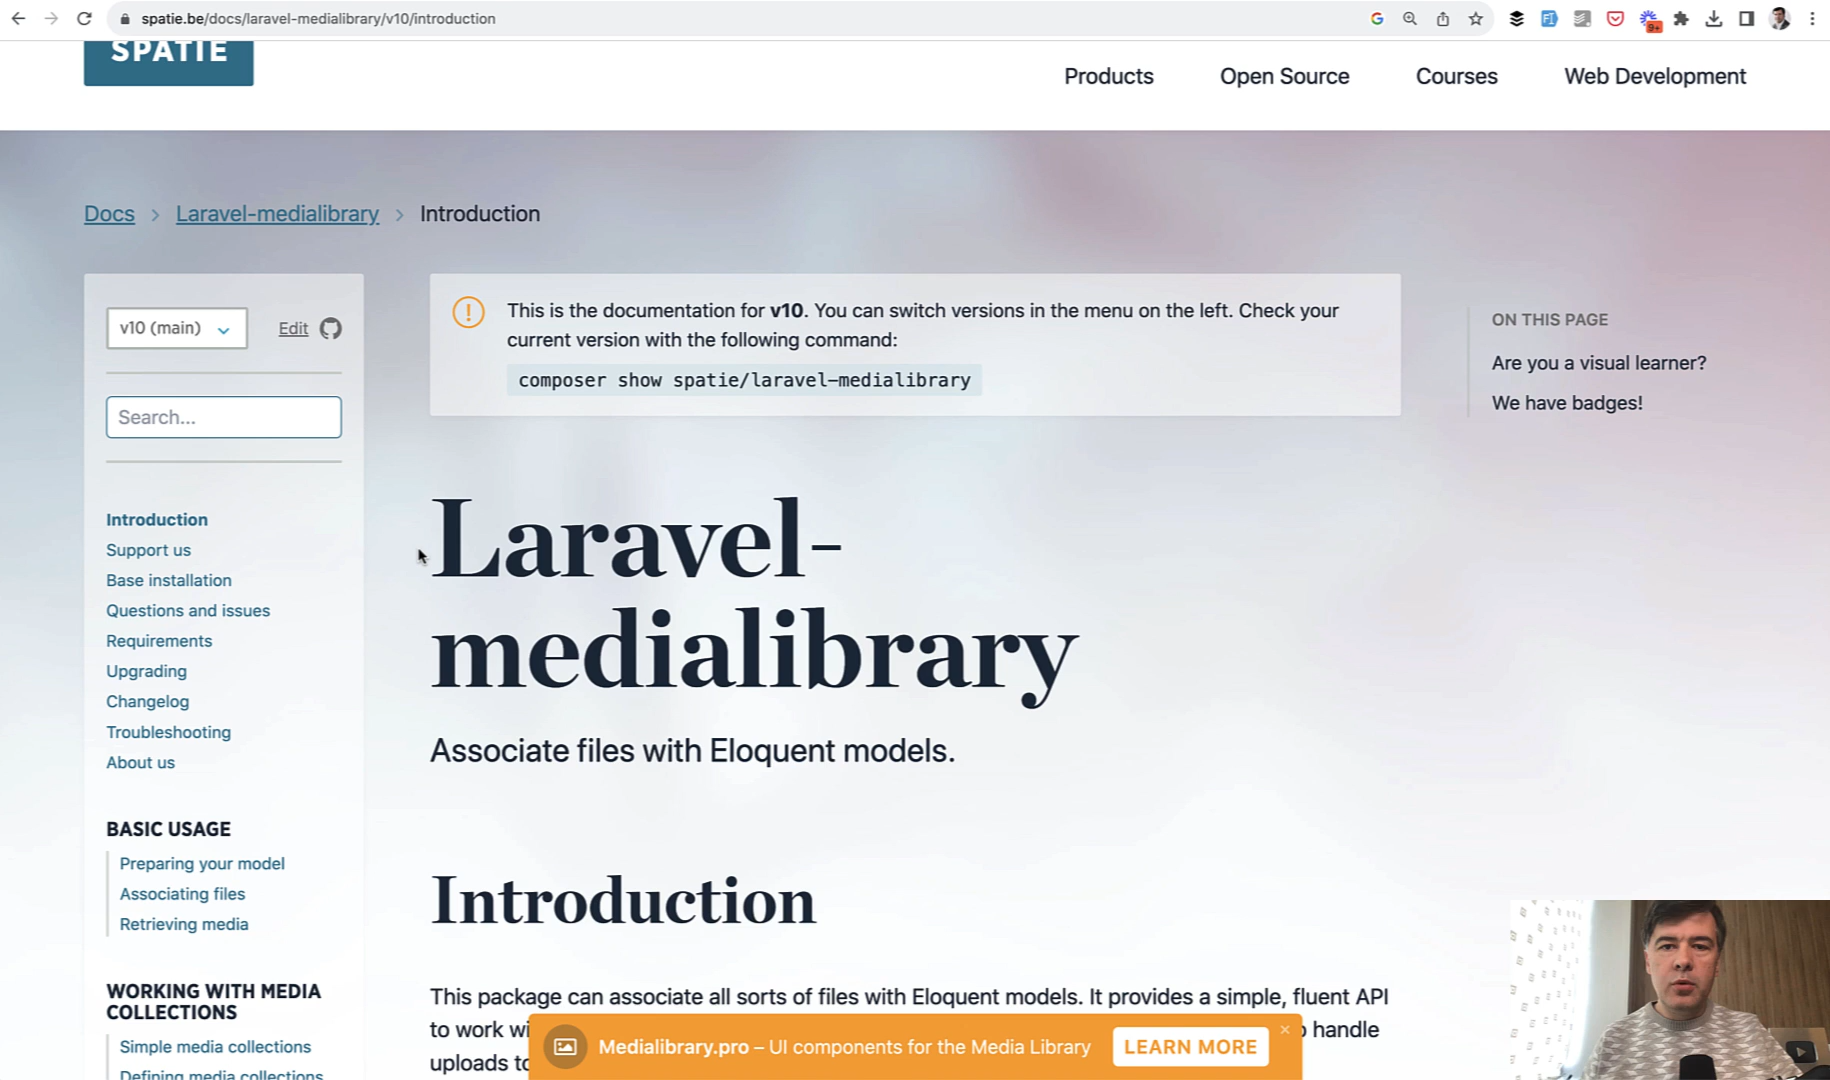 spatie.be/docs/laravel-medialibrary/v10/introduction
9+
SPATIE
Products
Open Source
Courses
Web Development
Docs > Laravel-medialibrary > Introduction
v10 (main)
Edit
Search...
Introduction
Support us
Base installation
Questions and issues
Requirements
Upgrading
Changelog
Troubleshooting
About us
BASIC USAGE
Preparing your model
Associating files
Retrieving media
WORKING WITH MEDIA
COLLECTIONS
Simple media collections
Defining media collections
This is the documentation for v10. You can switch versions in the menu on the left. Check your
current version with the following command:
composer show spatie/laravel-medialibrary
Laravel-
medialibrary
Associate files with Eloquent models.
Introduction
This package can associate all sorts of files with Eloquent models. It provides a simple, fluent API
to work handle
uploads
Medialibrary.pro – UI components for the Media Library
LEARN MORE
ON THIS PAGE
Are you a visual learner?
We have badges!